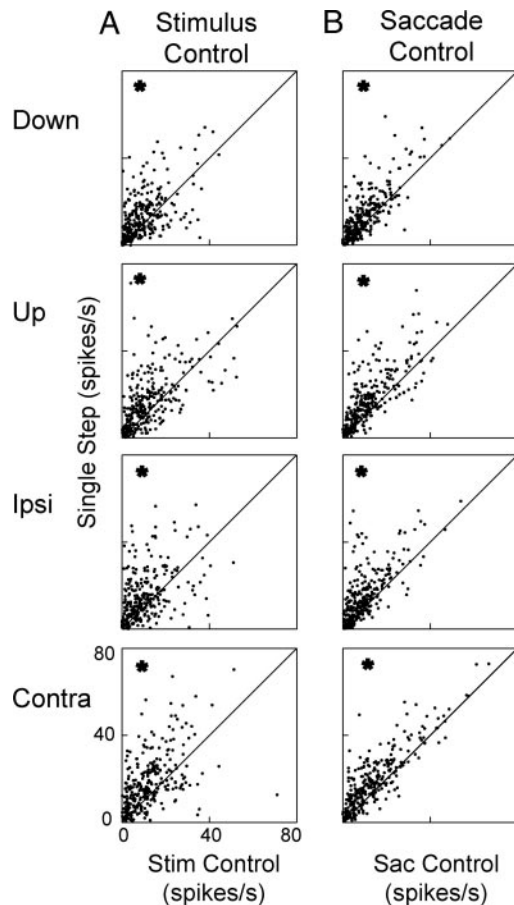 A Stimulus Control
B Saccade Control
Down
*
*
Up
*
*
Single Step (spikes/s)
Ipsi
*
*
Contra
*
*
80
40
0
0 40 80
Stim Control
(spikes/s)
Sac Control
(spikes/s)